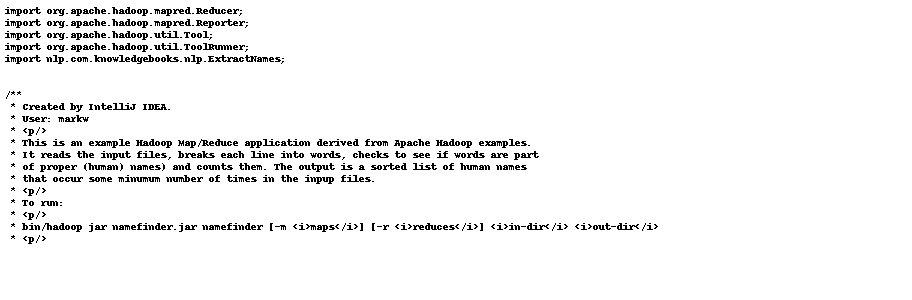 import org.apache.hadoop.mapred.Reducer;
import org.apache.hadoop.mapred.Reporter;
import org.apache.hadoop.util.Tool;
import org.apache.hadoop.util.ToolRunner;
import nlp.com.knowledgebooks.nlp.ExtractNames;
/**
* Created by IntelliJ IDEA.
* User: markw
* <p/>
* This is an example Hadoop Map/Reduce application derived from Apache Hadoop examples.
* It reads the input files, breaks each line into words, checks to see if words are part
* of proper (human) names) and counts them. The output is a sorted list of human names
* that occur some minumum number of times in the inpup files.
* <p/>
* To run:
* <p/>
* bin/hadoop jar namefinder.jar namefinder [-m <i>maps</i>] [-r <i>reduces</i>] <i>in-dir</i> <i>out-dir</i>
* <p/>